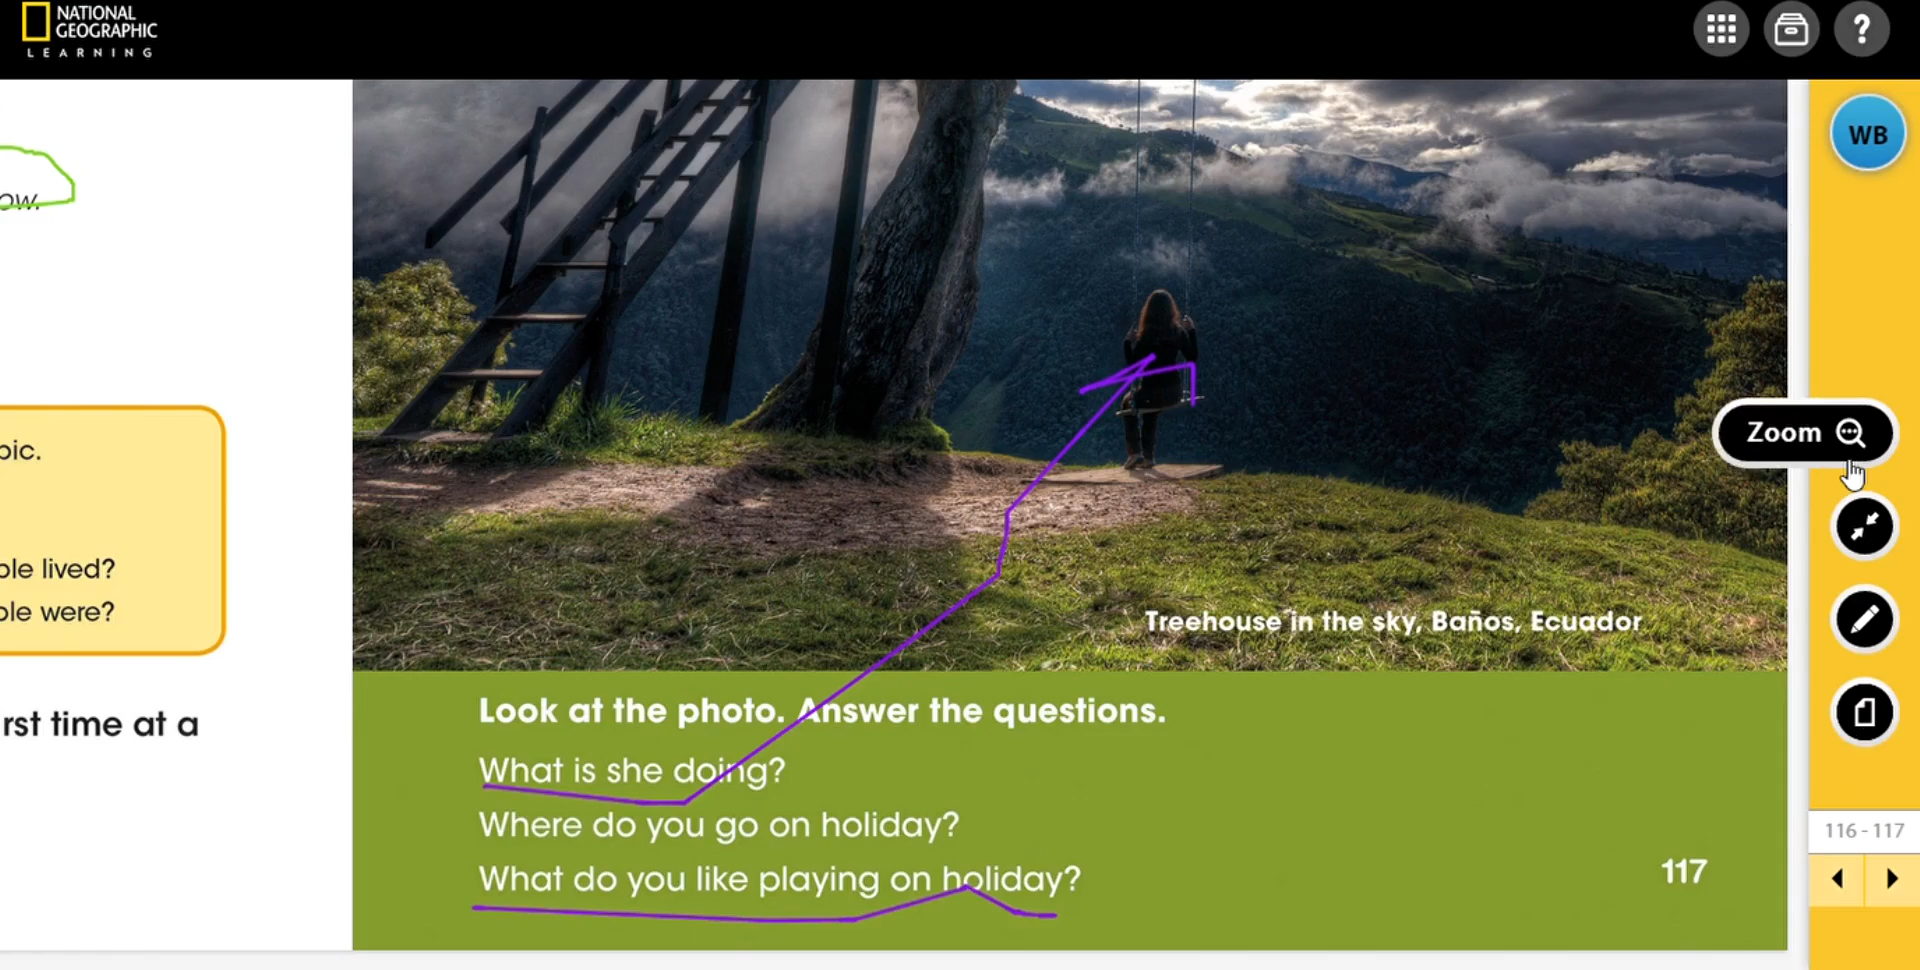 NATIONAL
GEOGRAPHIC
LEARNING
?
WB
ow.
Zoom
oic.
ole lived?
ole were?
Treehouse in the sky, Baños, Ecuador
rst time at a
Look at the photo. Answer the questions.
What is she doing?
Where do you go on holiday?
What do you like playing on holiday?
117
116-117